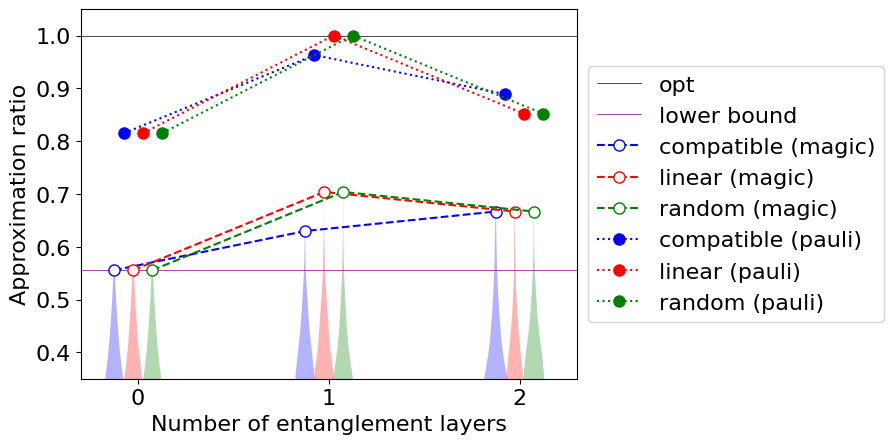 Approximation ratio
1.0
0.9
0.8
0.7
0.6
0.5
0.4
0
1
2
Number of entanglement layers
opt
lower bound
compatible (magic)
linear (magic)
random (magic)
compatible (pauli)
linear (pauli)
random (pauli)